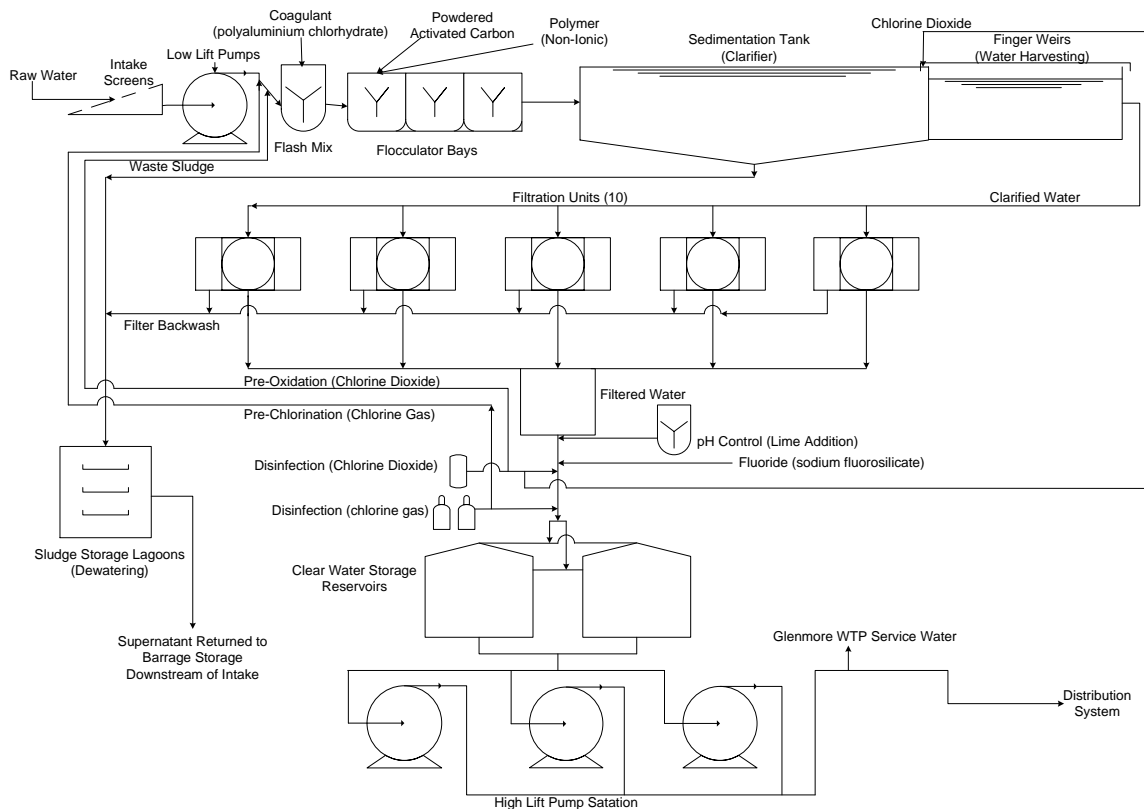 Coagulant
(polyaluminium chlorhydrate)
Powdered
Activated Carbon
Polymer
(Non-Ionic)
Sedimentation Tank
(Clarifier)
Chlorine Dioxide
Finger Weirs
(Water Harvesting)
Low Lift Pumps
Intake
Screens
Raw Water
Flash Mix
Flocculator Bays
Waste Sludge
Filtration Units (10)
Clarified Water
Filter Backwash
Pre-Oxidation (Chlorine Dioxide)
Filtered Water
Pre-Chlorination (Chlorine Gas)
pH Control (Lime Addition)
Disinfection (Chlorine Dioxide)
Fluoride (sodium fluorosilicate)
Disinfection (chlorine gas)
Sludge Storage Lagoons
(Dewatering)
Clear Water Storage
Reservoirs
Supernatant Returned to
Barrage Storage
Downstream of Intake
Glenmore WTP Service Water
Distribution
System
High Lift Pump Satation